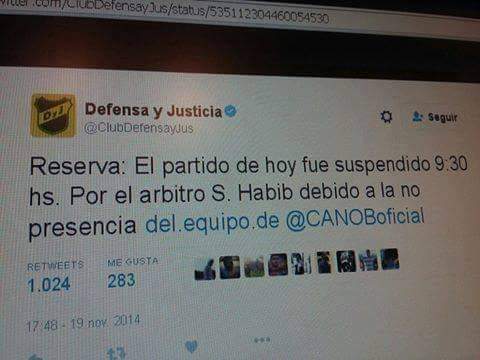 witter.com/ClubDefensayJus/status/535112304460054530
DyJ
Defensa y Justicia
@ClubDefensayJus
Seguir
Reserva: El partido de hoy fue suspendido 9:30
hs. Por el arbitro S. Habib debido a la no
presencia del.equipo.de @CANOBoficial
RETWEETS
1.024
ME GUSTA
283
17:48 - 19 nov. 2014